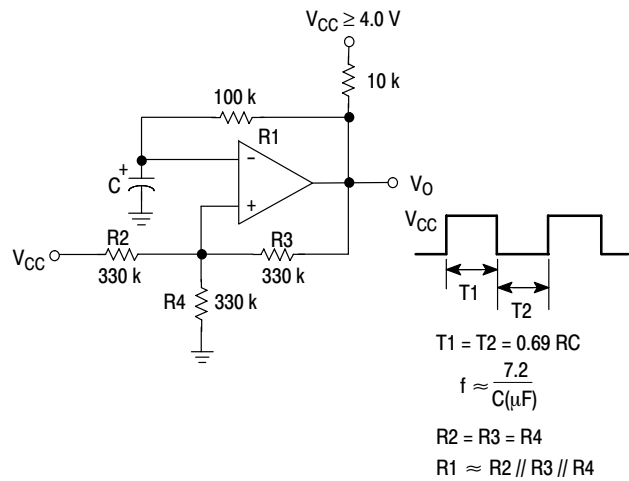 V_CC ≥ 4.0 V
10 k
100 k
R1
−
+
C
+
V_O
V_CC
R2
330 k
R3
330 k
R4
330 k
V_CC
T1
T2
T1 = T2 = 0.69 RC
f ≈ 7.2 / C(µF)
R2 = R3 = R4
R1 ≈ R2 // R3 // R4